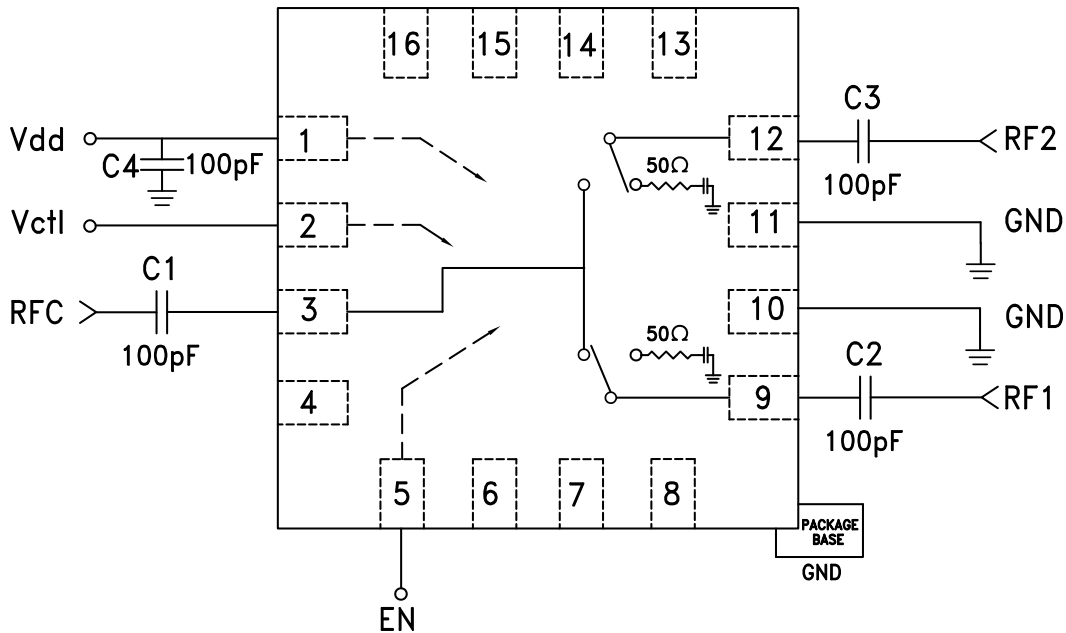 16 15 14 13
Vdd
1
C4 100pF
12
C3
100pF
RF2
50Ω
Vctl
2
11
GND
C1
RFC
3
100pF
10
GND
50Ω
C2
4
9
RF1
100pF
5 6 7 8
PACKAGE
BASE
GND
EN